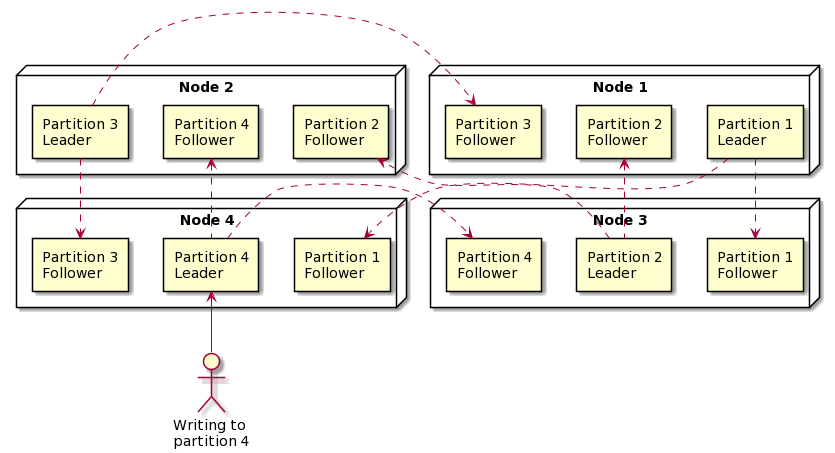 Node 2
Partition 3
Leader
Partition 4
Follower
Partition 2
Follower
Node 1
Partition 3
Follower
Partition 2
Follower
Partition 1
Leader
Node 4
Partition 3
Follower
Partition 4
Leader
Partition 1
Follower
Node 3
Partition 4
Follower
Partition 2
Leader
Partition 1
Follower
Writing to
partition 4